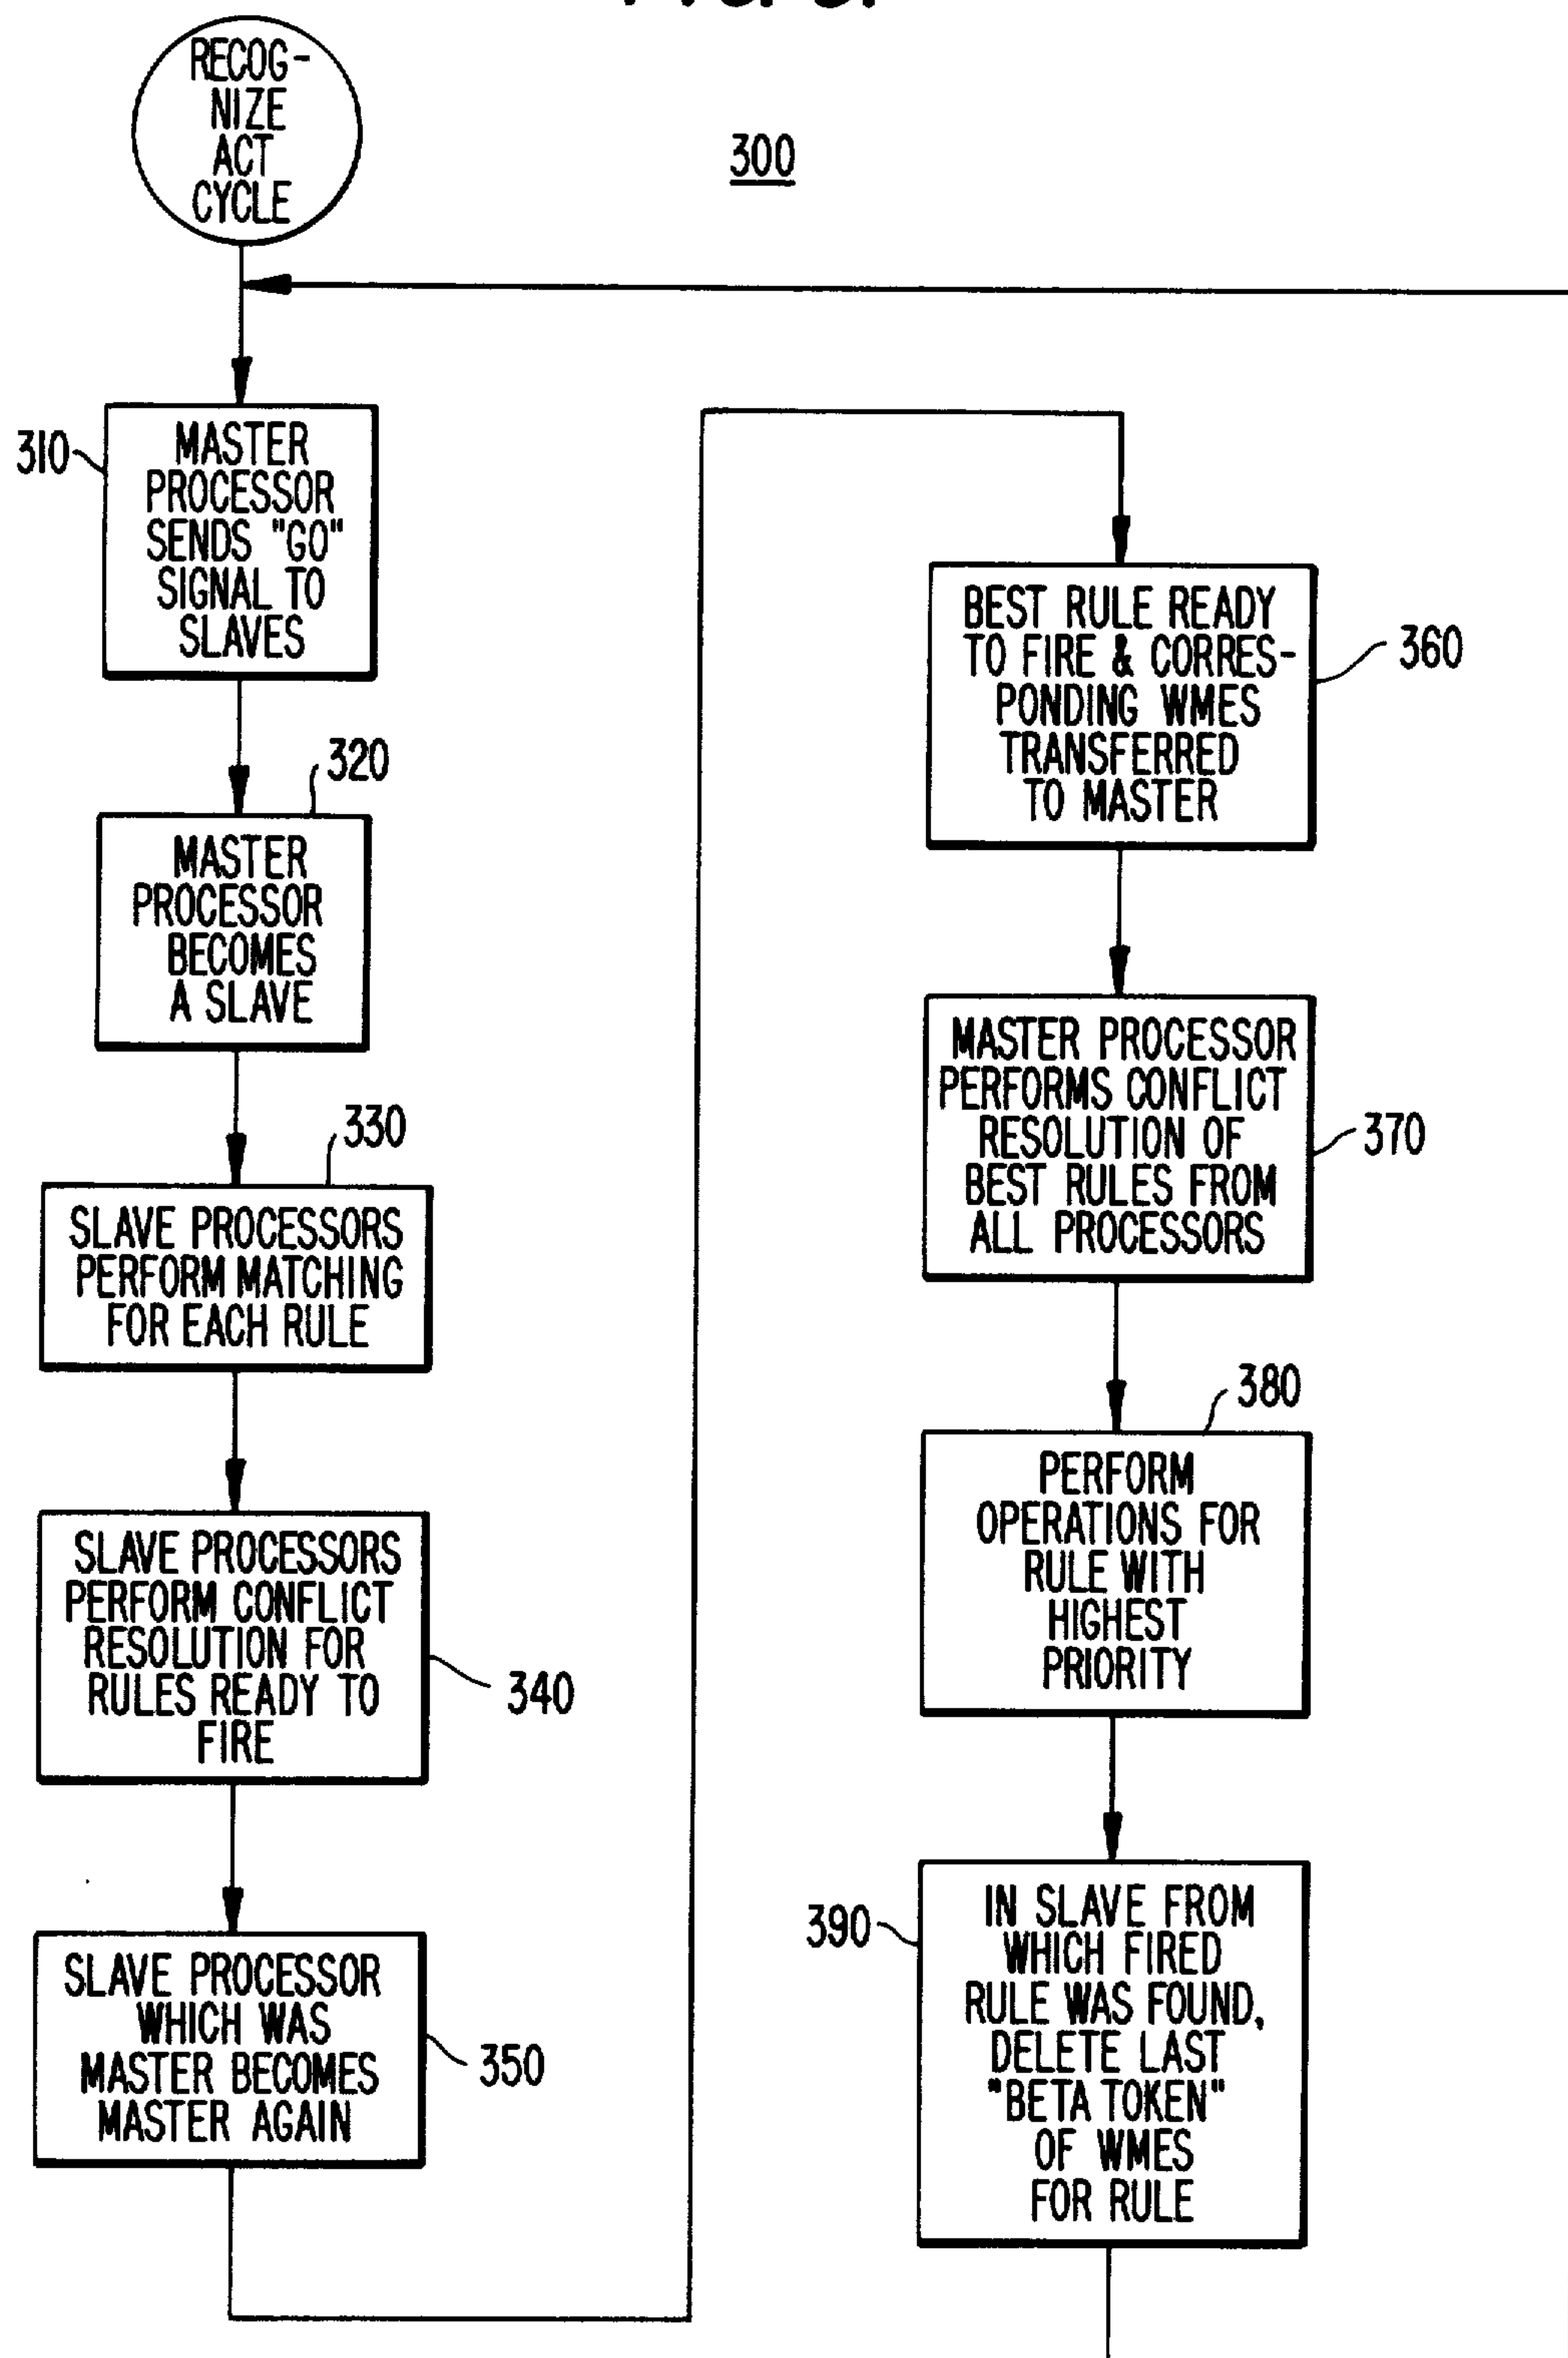 RECOG-
NIZE
ACT
CYCLE
300
310
MASTER
PROCESSOR
SENDS "GO"
SIGNAL TO
SLAVES
320
MASTER
PROCESSOR
BECOMES
A SLAVE
330
SLAVE PROCESSORS
PERFORM MATCHING
FOR EACH RULE
SLAVE PROCESSORS
PERFORM CONFLICT
RESOLUTION FOR
RULES READY TO
FIRE
340
SLAVE PROCESSOR
WHICH WAS
MASTER BECOMES
MASTER AGAIN
350
BEST RULE READY
TO FIRE & CORRES-
PONDING WMES
TRANSFERRED
TO MASTER
360
MASTER PROCESSOR
PERFORMS CONFLICT
RESOLUTION OF
BEST RULES FROM
ALL PROCESSORS
370
380
PERFORM
OPERATIONS FOR
RULE WITH
HIGHEST
PRIORITY
390
IN SLAVE FROM
WHICH FIRED
RULE WAS FOUND,
DELETE LAST
"BETA TOKEN"
OF WMES
FOR RULE